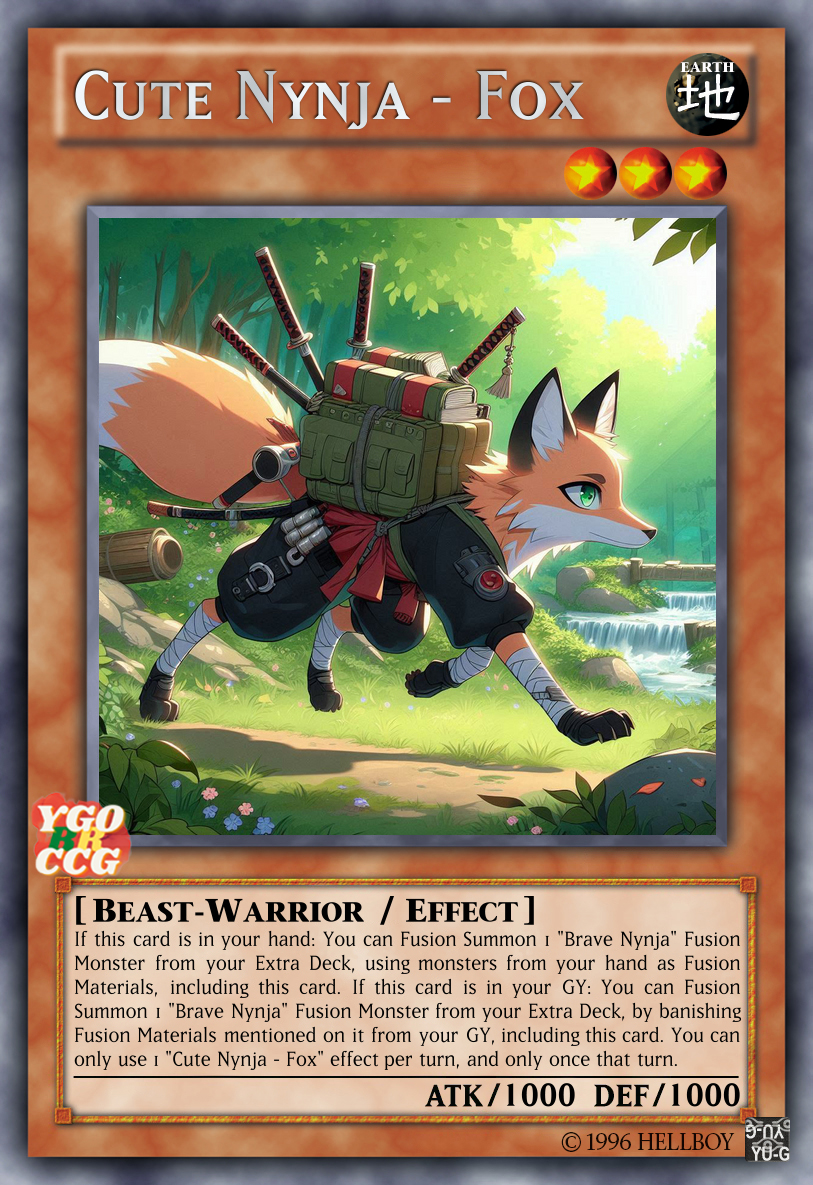 Cute Nynja - Fox
EARTH
地
YGO
RR
CCG
[ Beast-Warrior / Effect ]
If this card is in your hand: You can Fusion Summon 1 "Brave Nynja" Fusion
Monster from your Extra Deck, using monsters from your hand as Fusion
Materials, including this card. If this card is in your GY: You can Fusion
Summon 1 "Brave Nynja" Fusion Monster from your Extra Deck, by banishing
Fusion Materials mentioned on it from your GY, including this card. You can
only use 1 "Cute Nynja - Fox" effect per turn, and only once that turn.
ATK/1000 DEF/1000
© 1996 HELLBOY
YU-G
YU-G